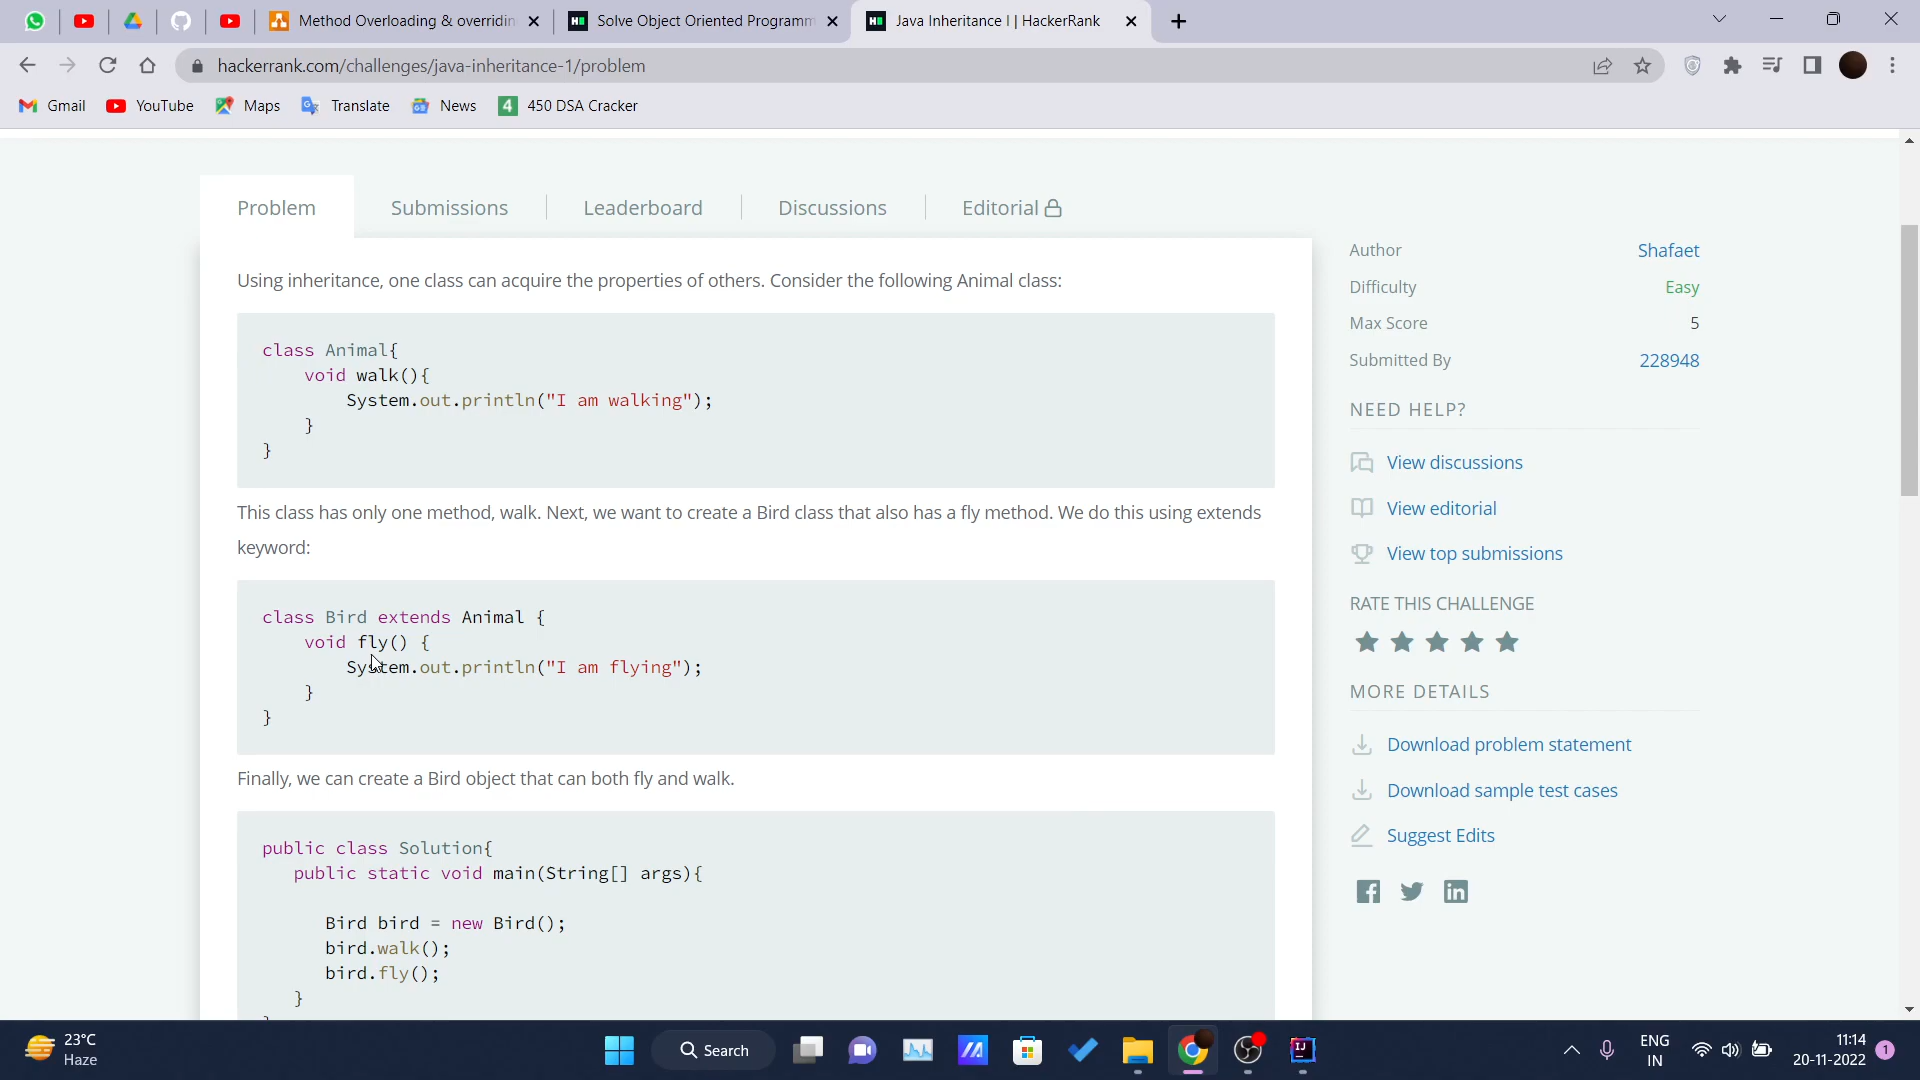 Method Overloading & overridin
Solve Object Oriented Programm
Java Inheritance I | HackerRank
hackerrank.com/challenges/java-inheritance-1/problem
Gmail
YouTube
Maps
Translate
News
4
450 DSA Cracker
Problem
Submissions
Leaderboard
Discussions
Editorial
Using inheritance, one class can acquire the properties of others. Consider the following Animal class:
class Animal{
void walk(){
System.out.println("I am walking");
}
}
This class has only one method, walk. Next, we want to create a Bird class that also has a fly method. We do this using extends
keyword:
class Bird extends Animal {
void fly() {
System.out.println("I am flying");
}
}
Finally, we can create a Bird object that can both fly and walk.
public class Solution{
public static void main(String[] args){
Bird bird = new Bird();
bird.walk();
bird.fly();
}
Author Shafaet
Difficulty Easy
Max Score 5
Submitted By 228948
NEED HELP?
View discussions
View editorial
View top submissions
RATE THIS CHALLENGE
MORE DETAILS
Download problem statement
Download sample test cases
Suggest Edits
23°C
Haze
Search
ENG
IN
11:14
20-11-2022
1